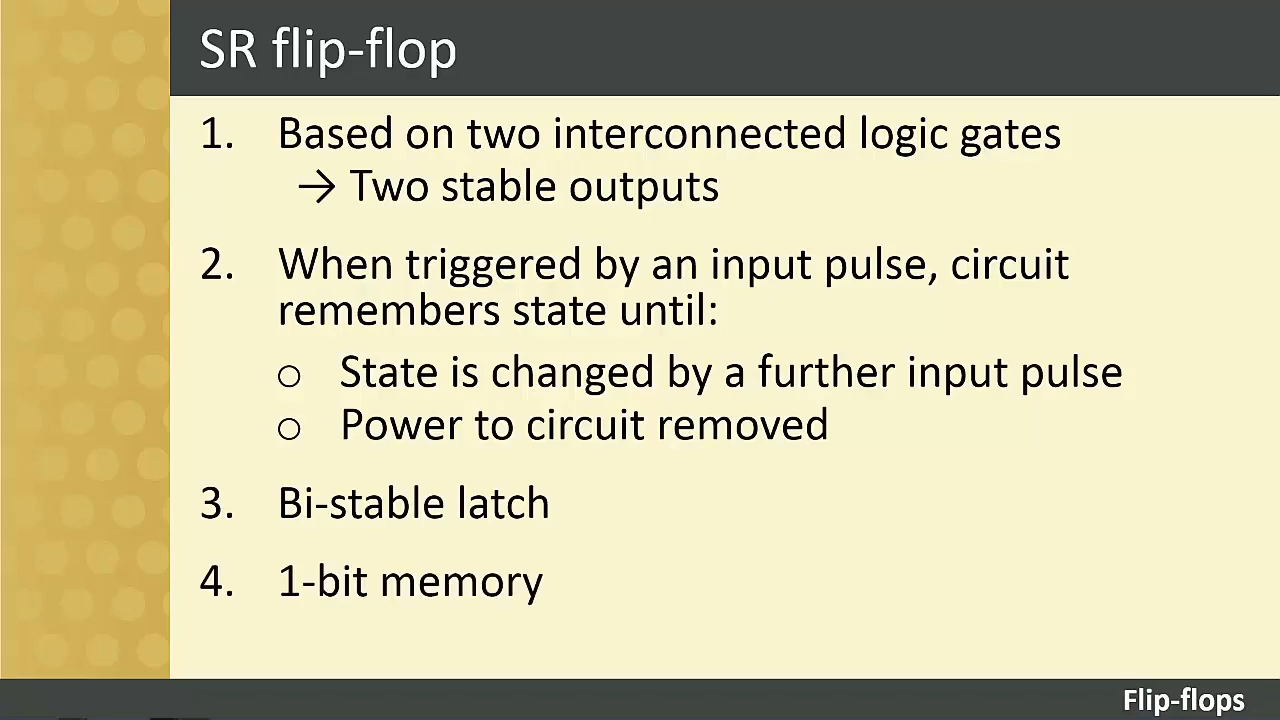 SR flip-flop
1. Based on two interconnected logic gates
→ Two stable outputs
2. When triggered by an input pulse, circuit
remembers state until:
○ State is changed by a further input pulse
○ Power to circuit removed
3. Bi-stable latch
4. 1-bit memory
Flip-flops